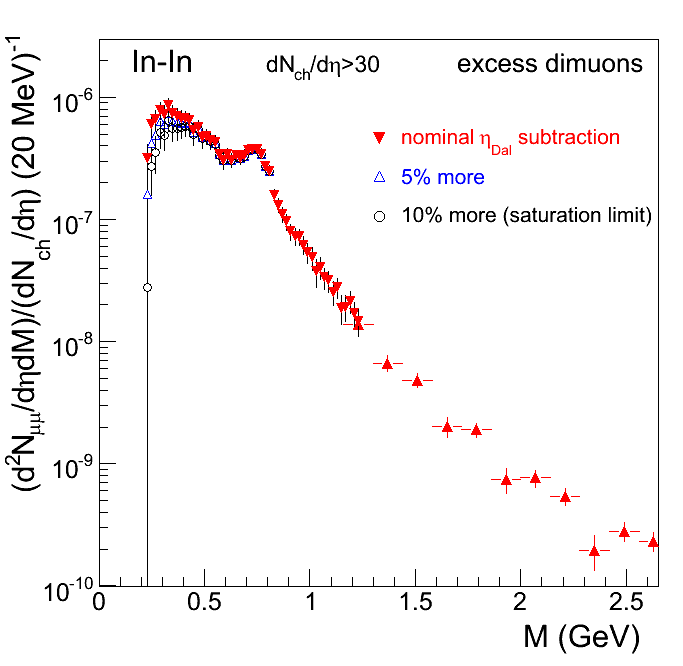 In-In
dN_ch/dη>30
excess dimuons
nominal η_Dal subtraction
5% more
10% more (saturation limit)
(d²N_μμ/dηdM)/(dN_ch/dη) (20 MeV)⁻¹
10⁻⁶
10⁻⁷
10⁻⁸
10⁻⁹
10⁻¹⁰
0 0.5 1 1.5 2 2.5
M (GeV)